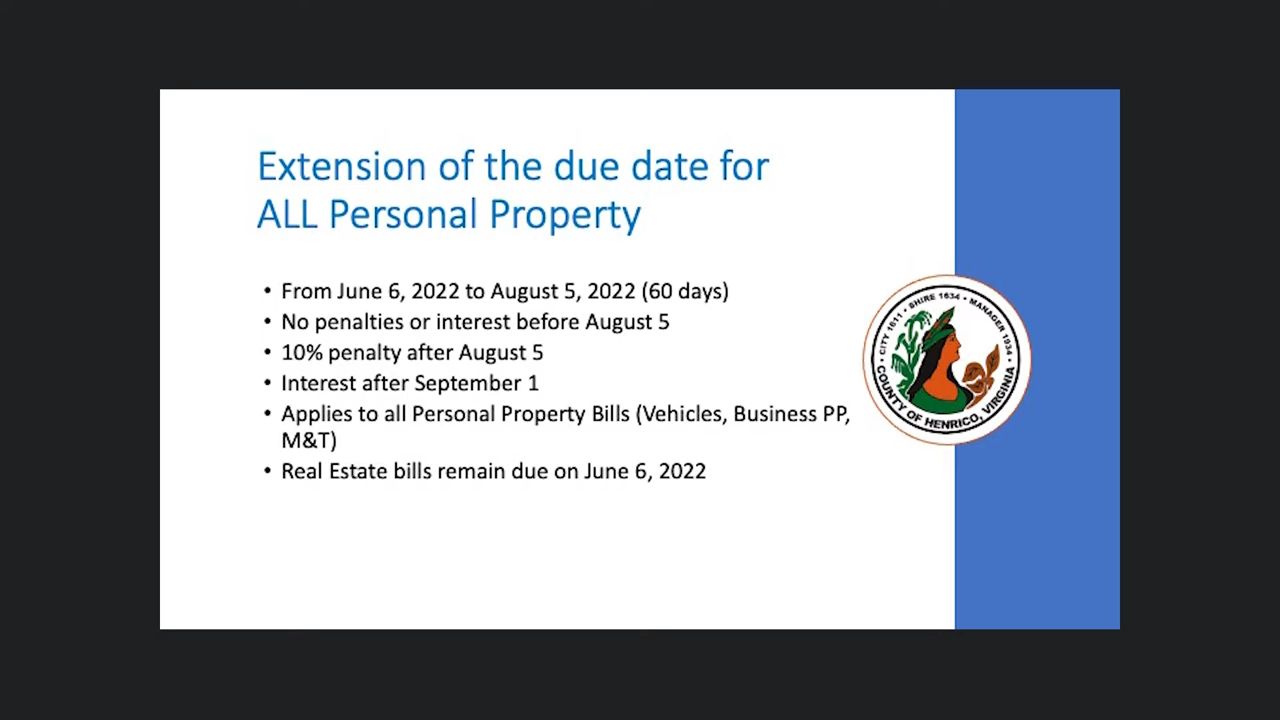 Extension of the due date for
ALL Personal Property
• From June 6, 2022 to August 5, 2022 (60 days)
• No penalties or interest before August 5
• 10% penalty after August 5
• Interest after September 1
• Applies to all Personal Property Bills (Vehicles, Business PP,
M&T)
• Real Estate bills remain due on June 6, 2022
• CITY 1611 • SHIRE 1634 • MANAGER 1934 •
COUNTY OF HENRICO, VIRGINIA